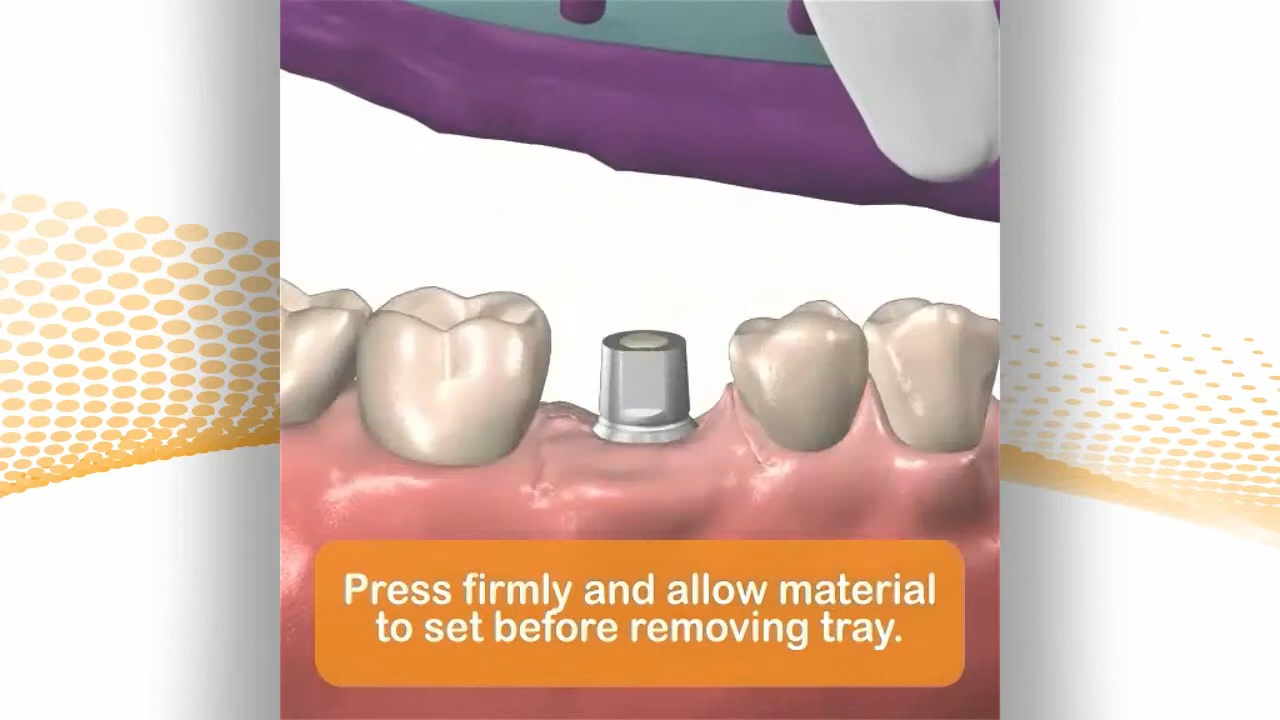 Press firmly and allow material
to set before removing tray.